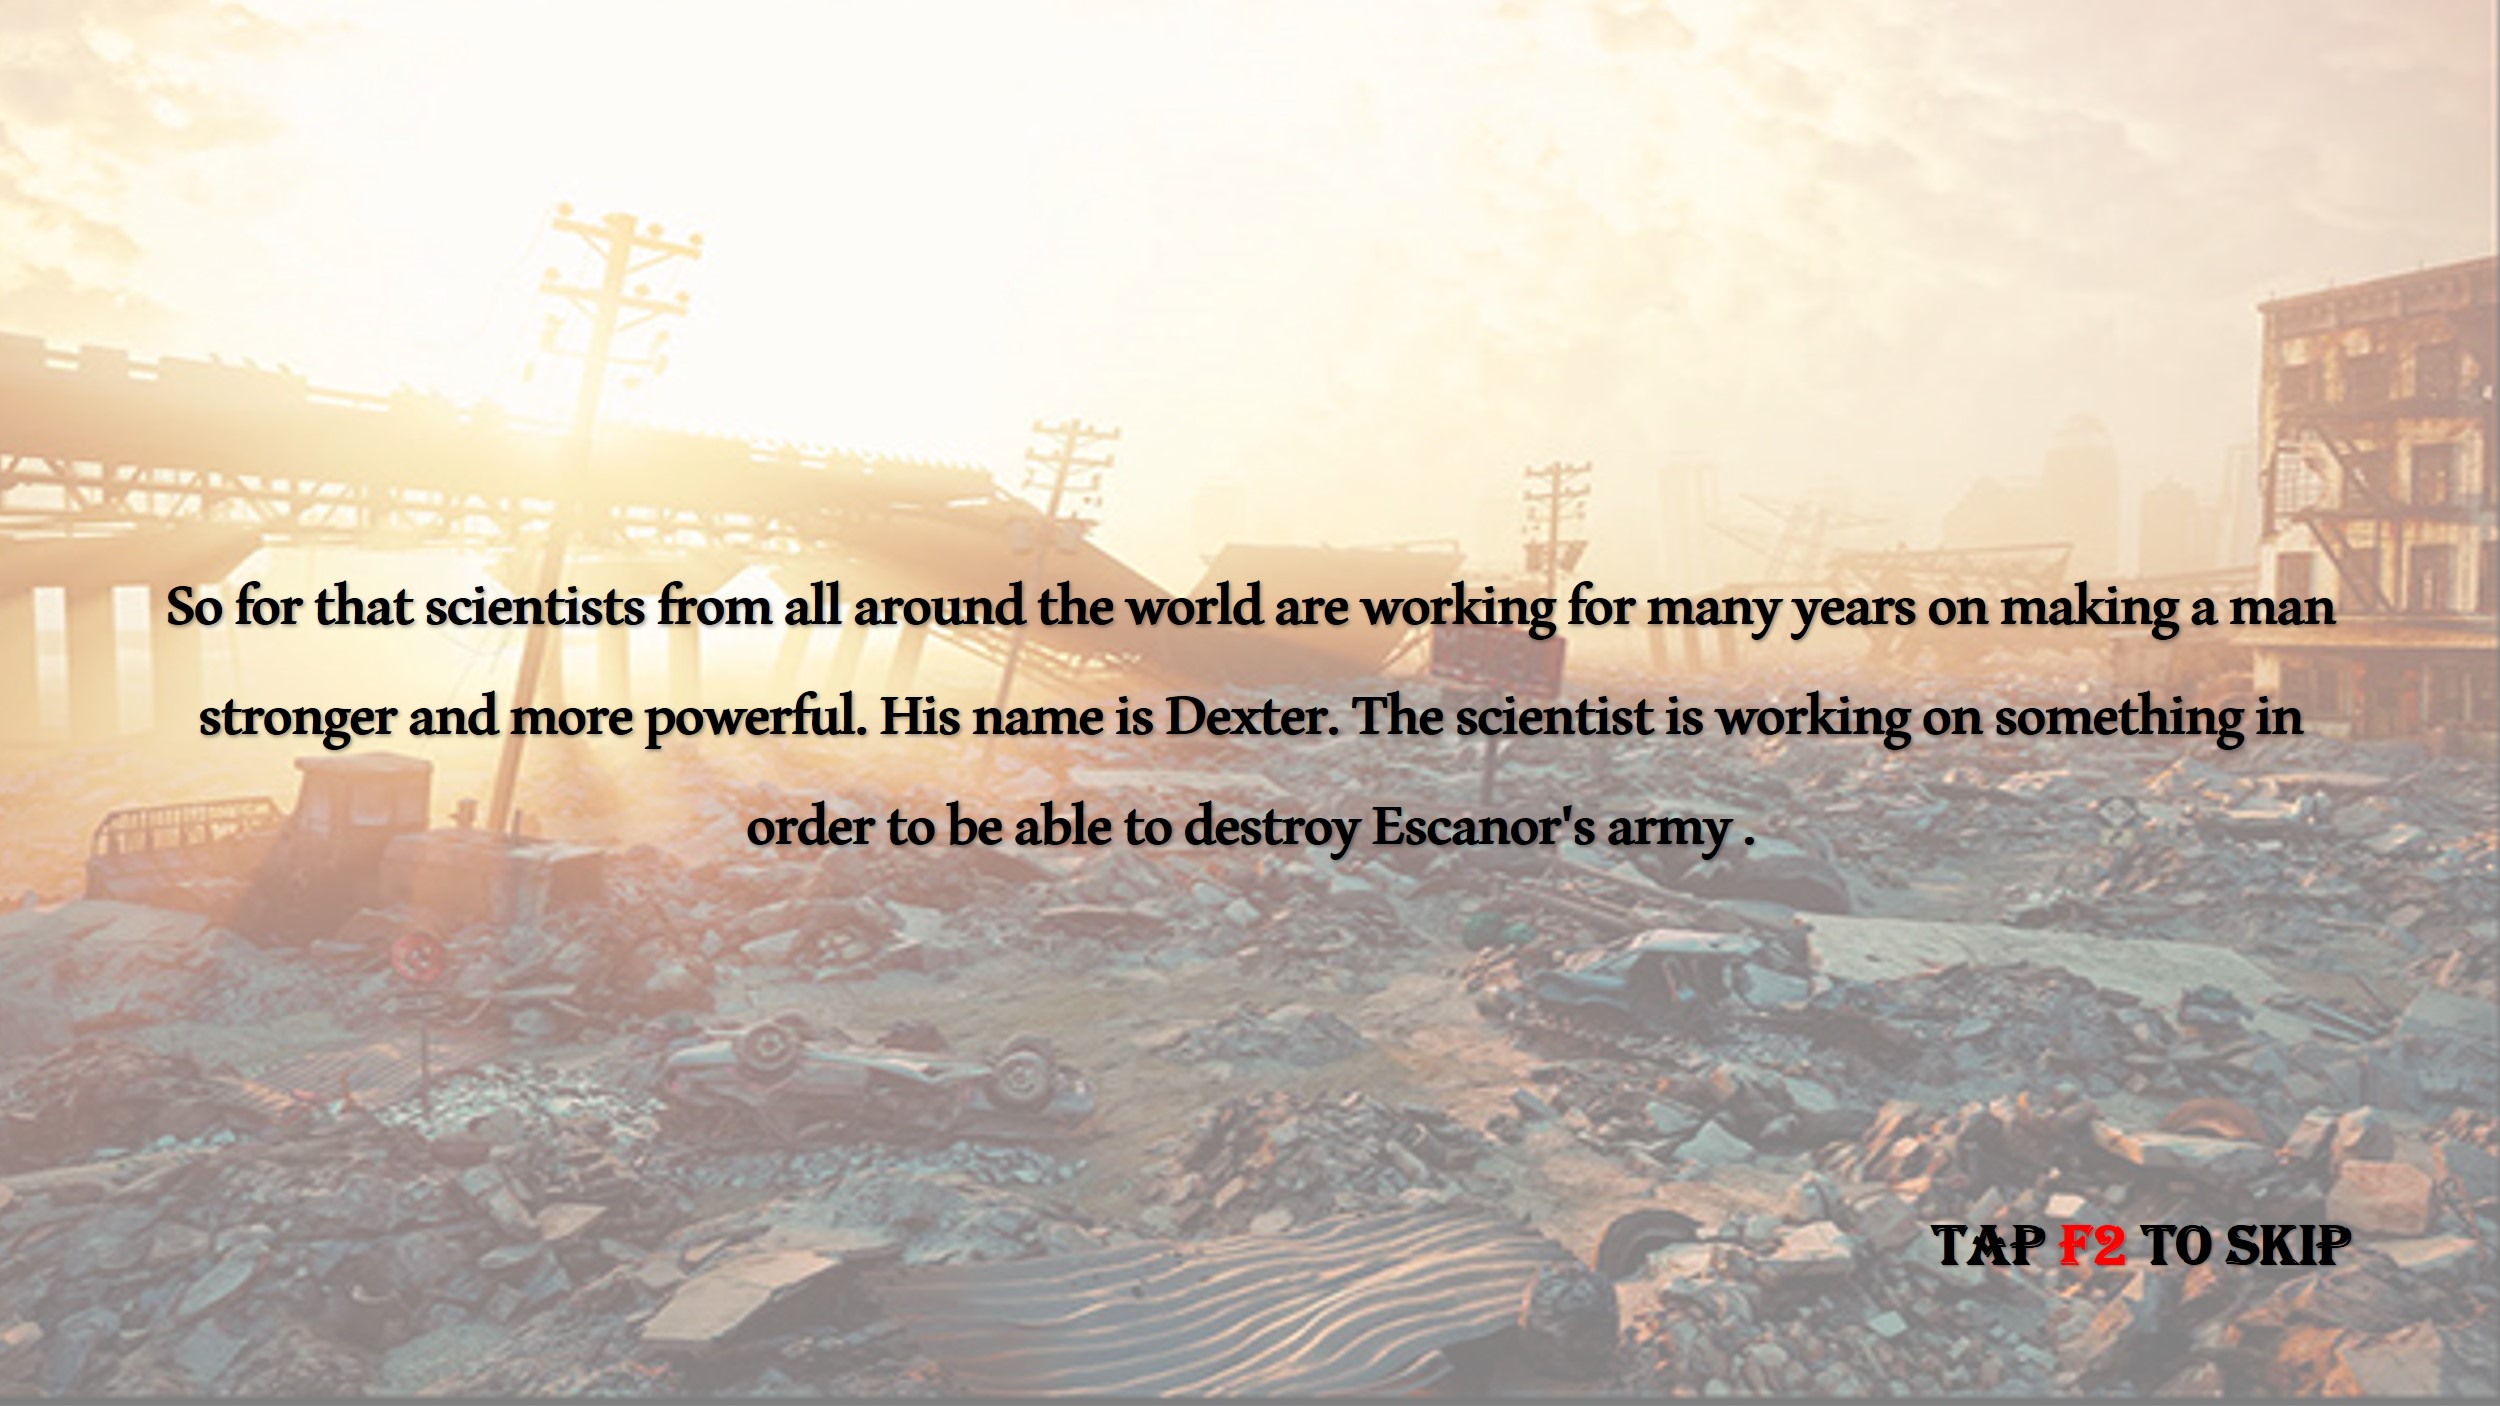 So for that scientists from all around the world are working for many years on making a man
stronger and more powerful. His name is Dexter. The scientist is working on something in
order to be able to destroy Escanor's army .
TAP F2 TO SKIP